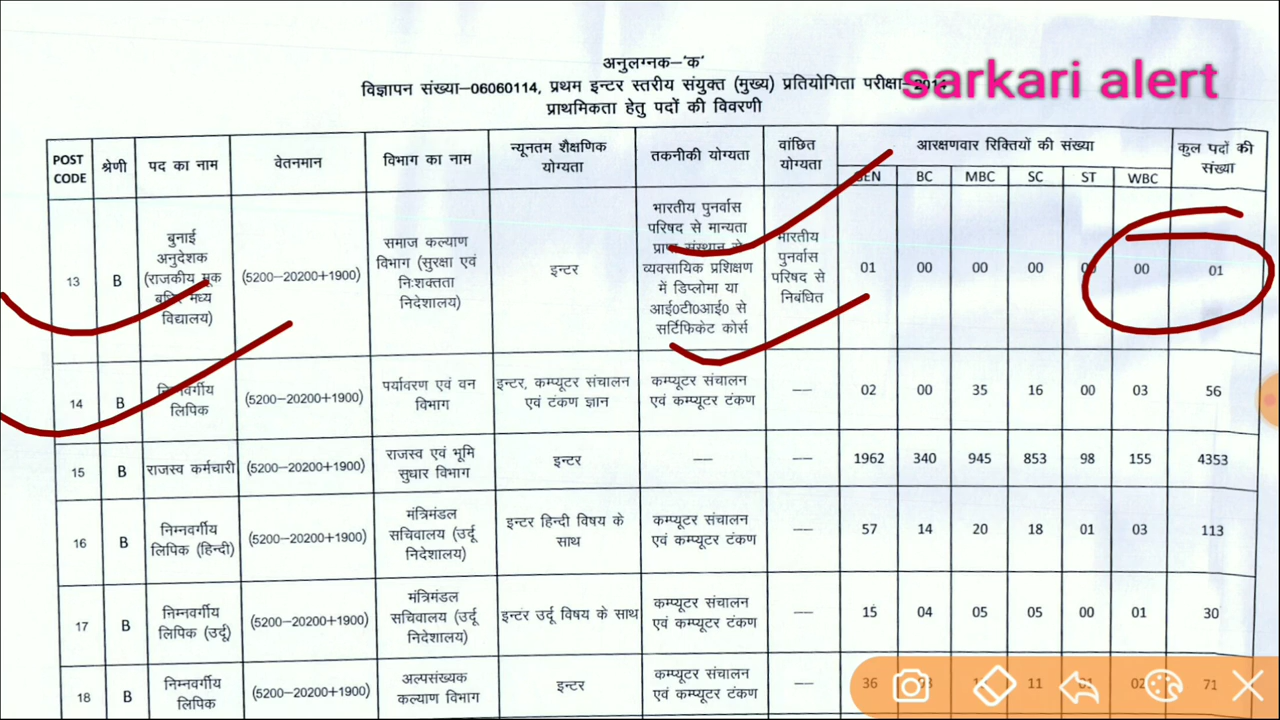 अनुलग्नक–'क'
sarkari alert
विज्ञापन संख्या–06060114, प्रथम इन्टर स्तरीय संयुक्त (मुख्य) प्रतियोगिता परीक्षा–2014
प्राथमिकता हेतु पदों की विवरणी
POST CODE श्रेणी पद का नाम वेतनमान विभाग का नाम न्यूनतम शैक्षणिक योग्यता तकनीकी योग्यता वांछित योग्यता आरक्षणवार रिक्तियों की संख्या कुल पदों की संख्या
GEN BC MBC SC ST WBC
13 B बुनाई अनुदेशक (राजकीय मूक बधिर मध्य विद्यालय) (5200–20200+1900) समाज कल्याण विभाग (सुरक्षा एवं निःशक्तता निदेशालय) इन्टर भारतीय पुनर्वास परिषद से मान्यता प्राप्त संस्थान से व्यवसायिक प्रशिक्षण में डिप्लोमा या आई0टी0आई0 से सर्टिफिकेट कोर्स भारतीय पुनर्वास परिषद से निबंधित 01 00 00 00 00 00 01
14 B निम्नवर्गीय लिपिक (5200–20200+1900) पर्यावरण एवं वन विभाग इन्टर, कम्प्यूटर संचालन एवं टंकण ज्ञान कम्प्यूटर संचालन एवं कम्प्यूटर टंकण — 02 00 35 16 00 03 56
15 B राजस्व कर्मचारी (5200–20200+1900) राजस्व एवं भूमि सुधार विभाग इन्टर — — 1962 340 945 853 98 155 4353
16 B निम्नवर्गीय लिपिक (हिन्दी) (5200–20200+1900) मंत्रिमंडल सचिवालय (उर्दू निदेशालय) इन्टर हिन्दी विषय के साथ कम्प्यूटर संचालन एवं कम्प्यूटर टंकण — 57 14 20 18 01 03 113
17 B निम्नवर्गीय लिपिक (उर्दू) (5200–20200+1900) मंत्रिमंडल सचिवालय (उर्दू निदेशालय) इन्टर उर्दू विषय के साथ कम्प्यूटर संचालन एवं कम्प्यूटर टंकण — 15 04 05 05 00 01 30
18 B निम्नवर्गीय लिपिक (5200–20200+1900) अल्पसंख्यक कल्याण विभाग इन्टर कम्प्यूटर संचालन एवं कम्प्यूटर टंकण — 36 11 01 02 71